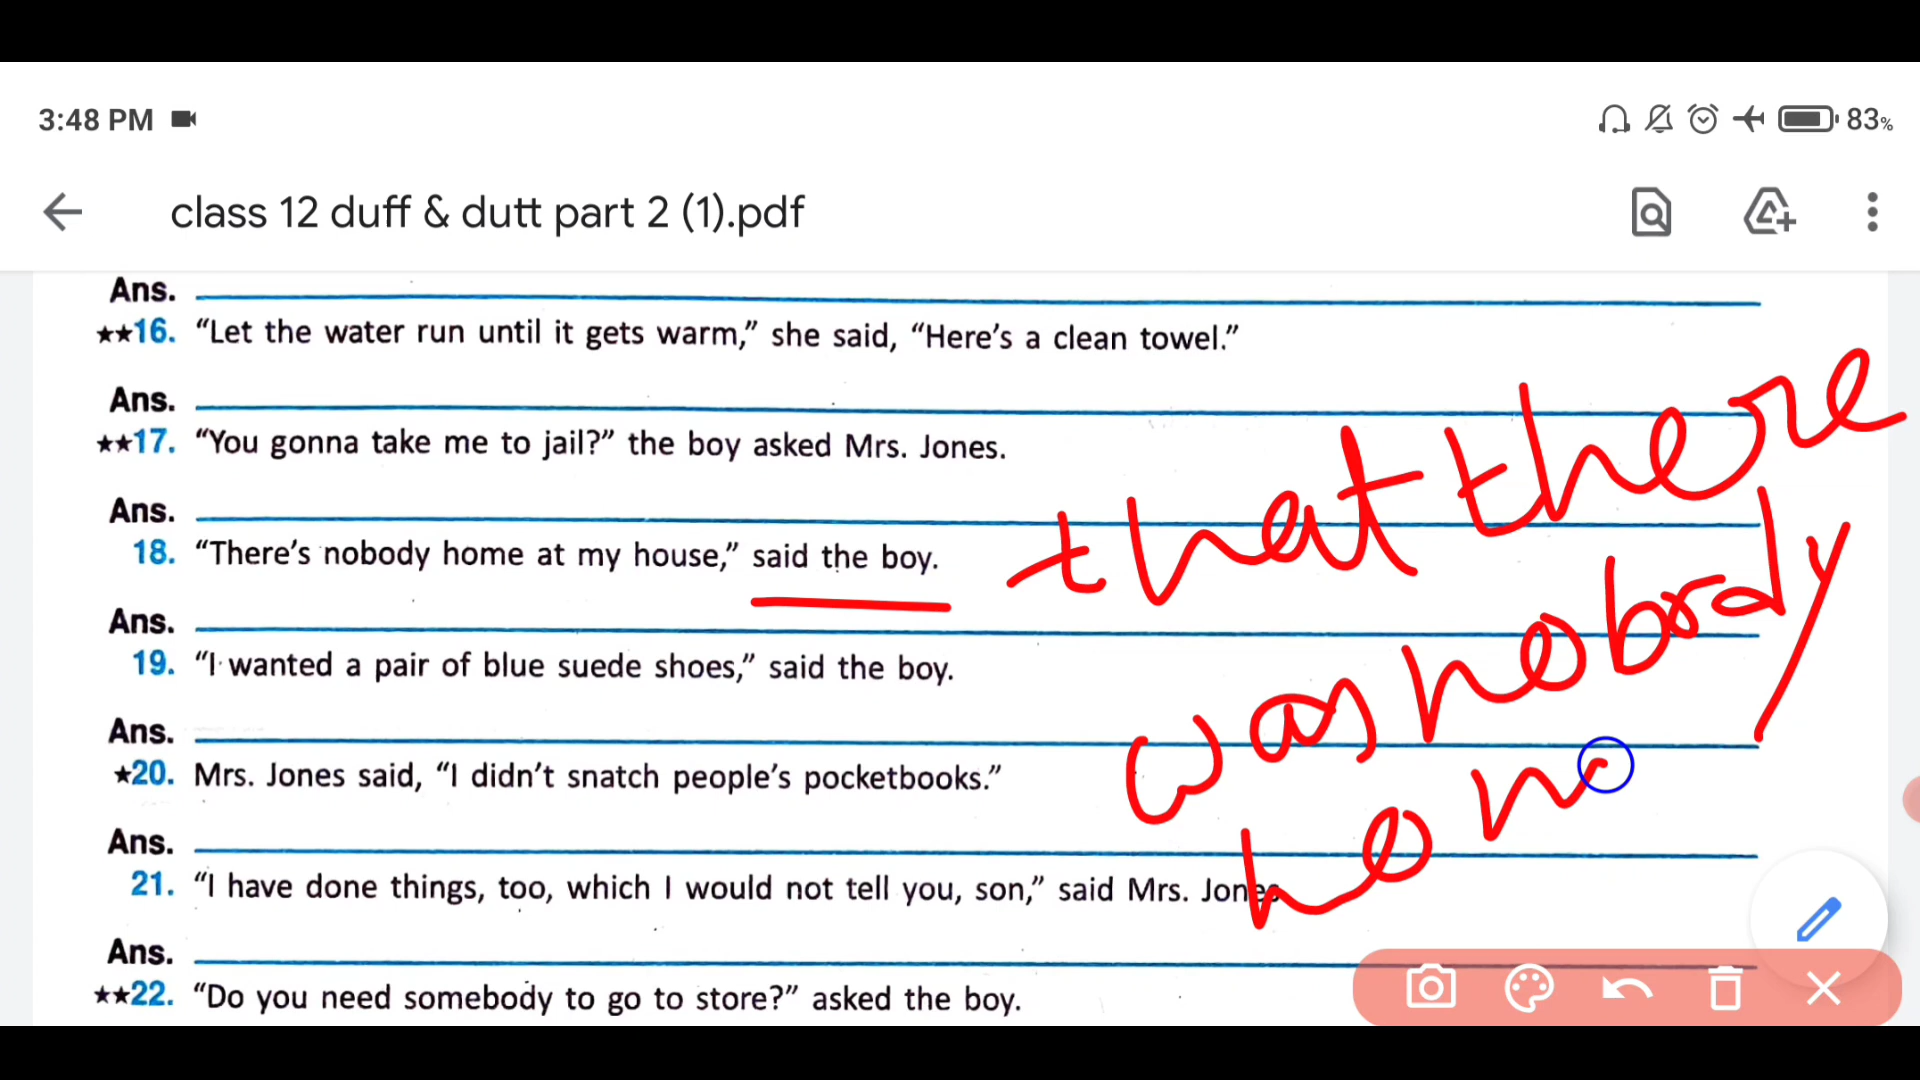 3:48 PM 83%
class 12 duff & dutt part 2 (1).pdf
Ans.
★★16. “Let the water run until it gets warm,” she said, “Here’s a clean towel.”
Ans.
★★17. “You gonna take me to jail?” the boy asked Mrs. Jones.
that there
Ans.
18. “There’s nobody home at my house,” said the boy.
was nobody
Ans.
19. “I wanted a pair of blue suede shoes,” said the boy.
Ans.
★20. Mrs. Jones said, “I didn’t snatch people’s pocketbooks.”
Ans.
21. “I have done things, too, which I would not tell you, son,” said Mrs. Jones
Ans.
★★22. “Do you need somebody to go to store?” asked the boy.